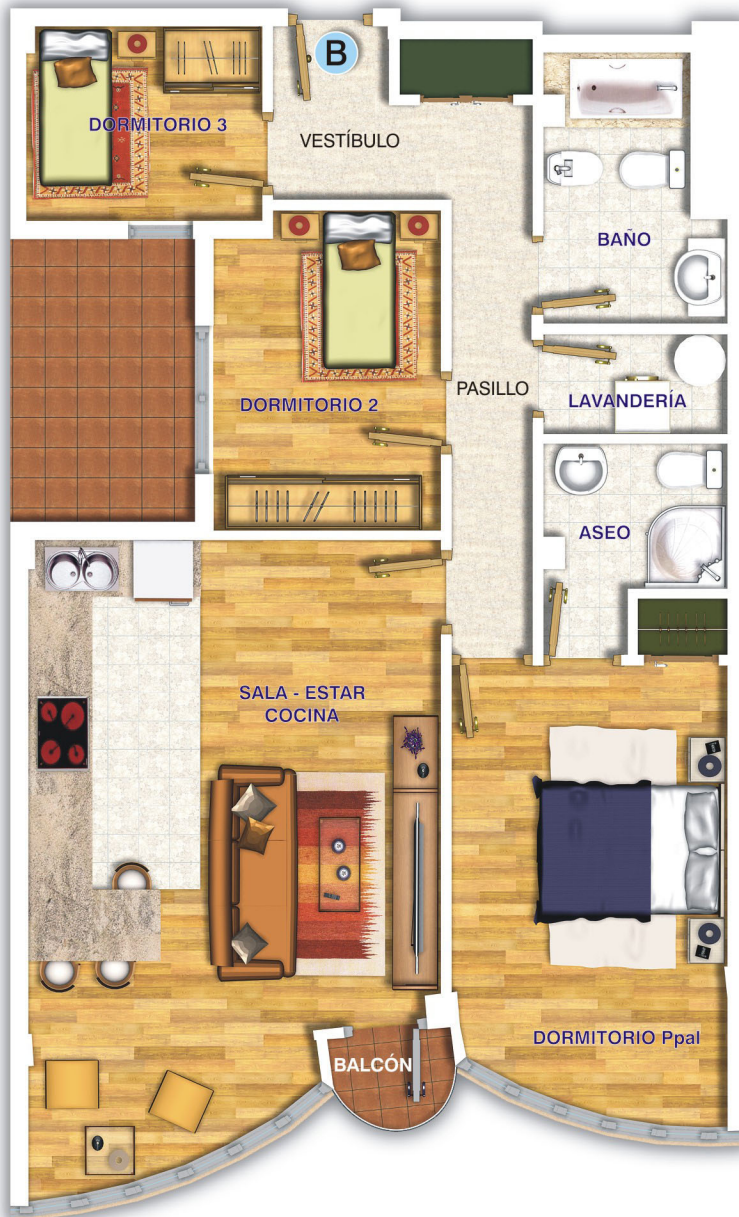 B
DORMITORIO 3
VESTÍBULO
BAÑO
DORMITORIO 2
PASILLO
LAVANDERÍA
ASEO
SALA - ESTAR
COCINA
DORMITORIO Ppal
BALCÓN